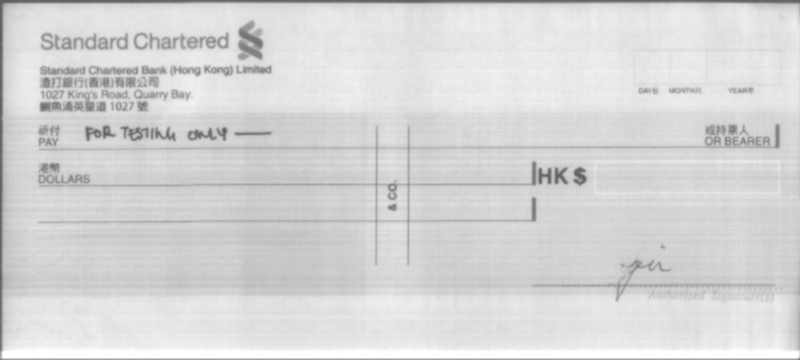 Standard Chartered
Standard Chartered Bank (Hong Kong) Limited
渣打銀行(香港)有限公司
1027 King's Road, Quarry Bay.
鰂魚涌英皇道 1027 號
DAY日 MONTH月 YEAR年
祈付
PAY
FOR TESTING ONLY
或持票人
OR BEARER
港幣
DOLLARS
& CO.
HK $
Authorized Signature(s)